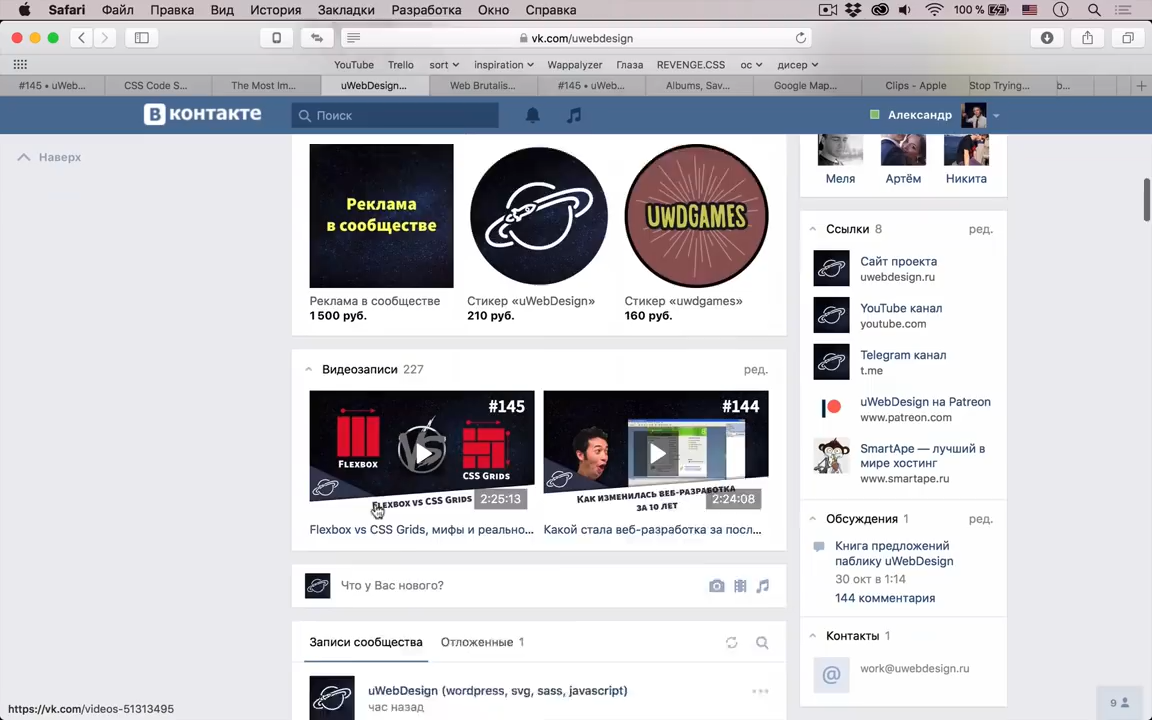 Safari Файл Правка Вид История Закладки Разработка Окно Справка 100 %
vk.com/uwebdesign
YouTube Trello sort inspiration Wappalyzer Глаза REVENGE.CSS ос дисер
#145 • uWeb... CSS Code S... The Most Im... uWebDesign... Web Brutalis... #145 • uWeb... Albums, Sav... Google Map... Clips - Apple Stop Trying... b...
В контакте Поиск Александр
Наверх
Меля Артём Никита
Реклама
в сообществе
UWDGAMES
Реклама в сообществе
1 500 руб.
Стикер «uWebDesign»
210 руб.
Стикер «uwdgames»
160 руб.
Ссылки 8 ред.
Сайт проекта
uwebdesign.ru
YouTube канал
youtube.com
Telegram канал
t.me
uWebDesign на Patreon
www.patreon.com
SmartApe — лучший в
мире хостинг
www.smartape.ru
Видеозаписи 227 ред.
#145
FLEXBOX
VS
CSS GRIDS
FLEXBOX VS CSS GRIDS
2:25:13
Flexbox vs CSS Grids, мифы и реально...
#144
КАК ИЗМЕНИЛАСЬ ВЕБ-РАЗРАБОТКА
ЗА 10 ЛЕТ
2:24:08
Какой стала веб-разработка за посл...
Обсуждения 1 ред.
Книга предложений
паблику uWebDesign
30 окт в 1:14
144 комментария
Что у Вас нового?
Контакты 1
work@uwebdesign.ru
Записи сообщества Отложенные 1
uWebDesign (wordpress, svg, sass, javascript)
час назад
https://vk.com/videos-51313495
9